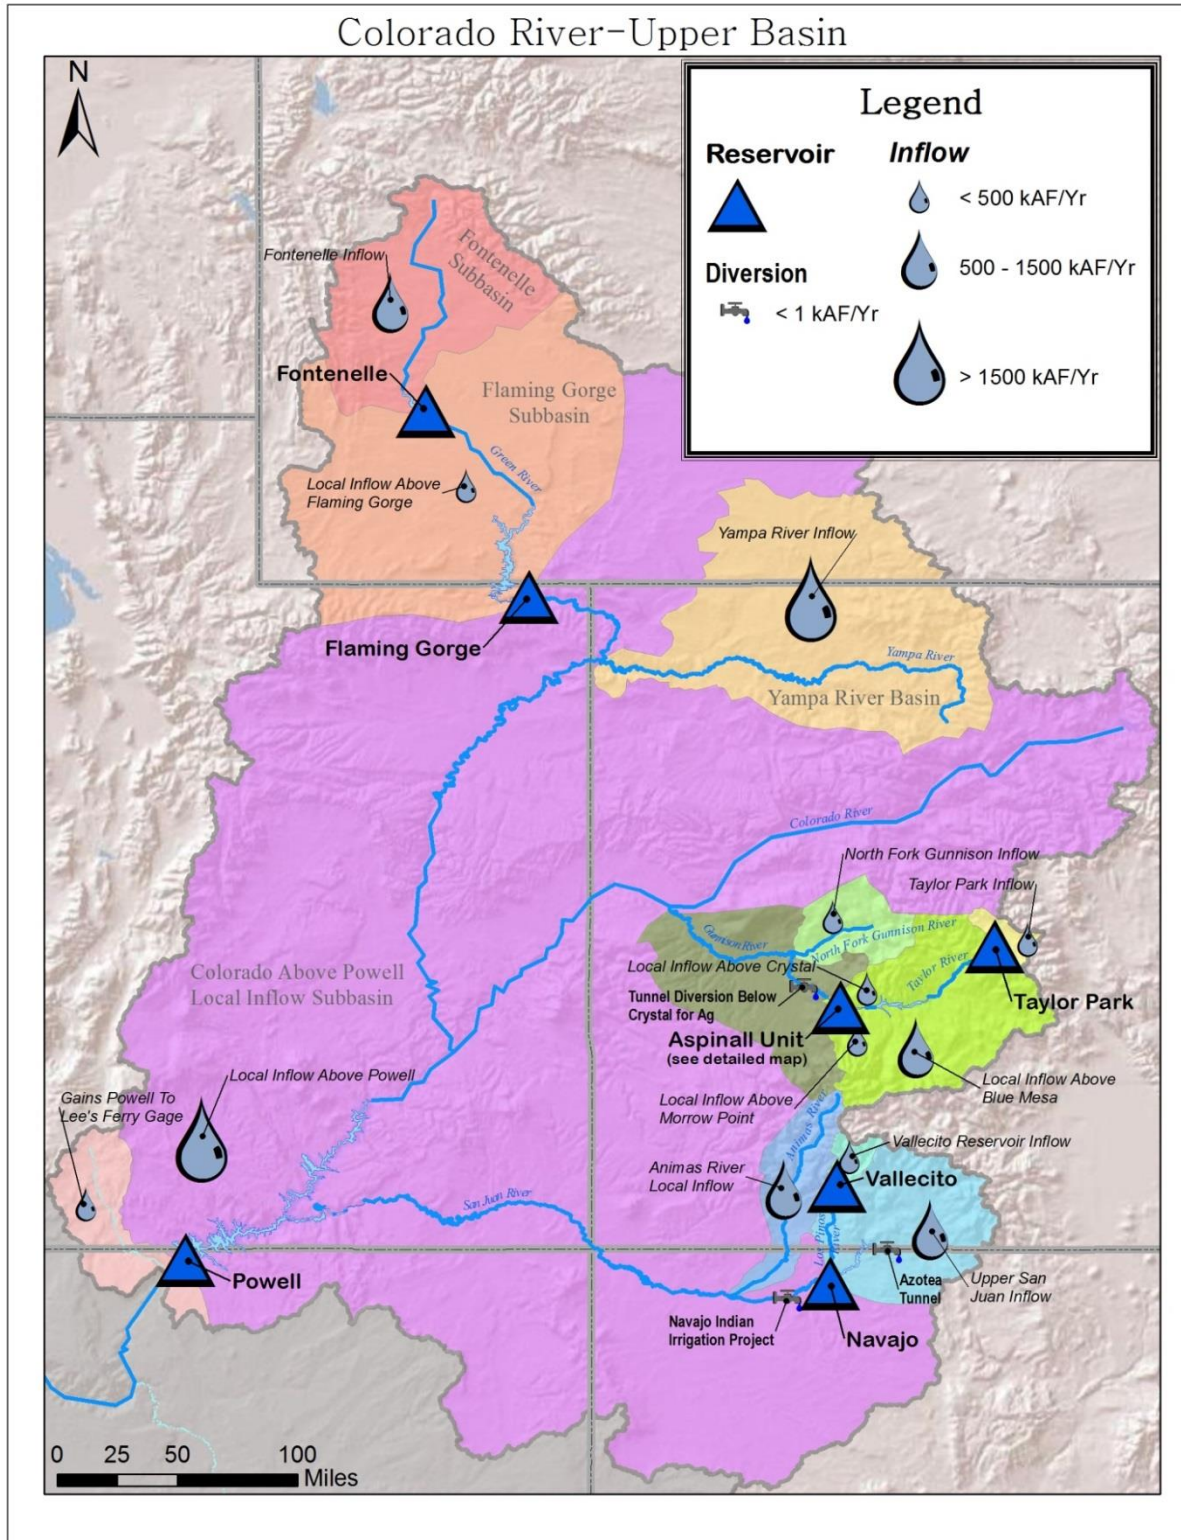 Colorado River-Upper Basin
N
Legend
Reservoir
Inflow
< 500 kAF/Yr
500 - 1500 kAF/Yr
Diversion
< 1 kAF/Yr
> 1500 kAF/Yr
Fontenelle Inflow
Fontenelle
Subbasin
Fontenelle
Flaming Gorge
Subbasin
Green River
Local Inflow Above
Flaming Gorge
Yampa River Inflow
Flaming Gorge
Yampa River
Yampa River Basin
Colorado River
North Fork Gunnison Inflow
Taylor Park Inflow
Gunnison River
North Fork Gunnison River
Colorado Above Powell
Local Inflow Subbasin
Local Inflow Above Crystal
Taylor River
Tunnel Diversion Below
Crystal for Ag
Taylor Park
Aspinall Unit
(see detailed map)
Local Inflow Above Powell
Gains Powell To
Lee's Ferry Gage
Local Inflow Above
Morrow Point
Local Inflow Above
Blue Mesa
Animas River
Vallecito Reservoir Inflow
Animas River
Local Inflow
Vallecito
San Juan River
Los Pinos
River
Powell
Azotea
Tunnel
Upper San
Juan Inflow
Navajo Indian
Irrigation Project
Navajo
0 25 50 100
Miles